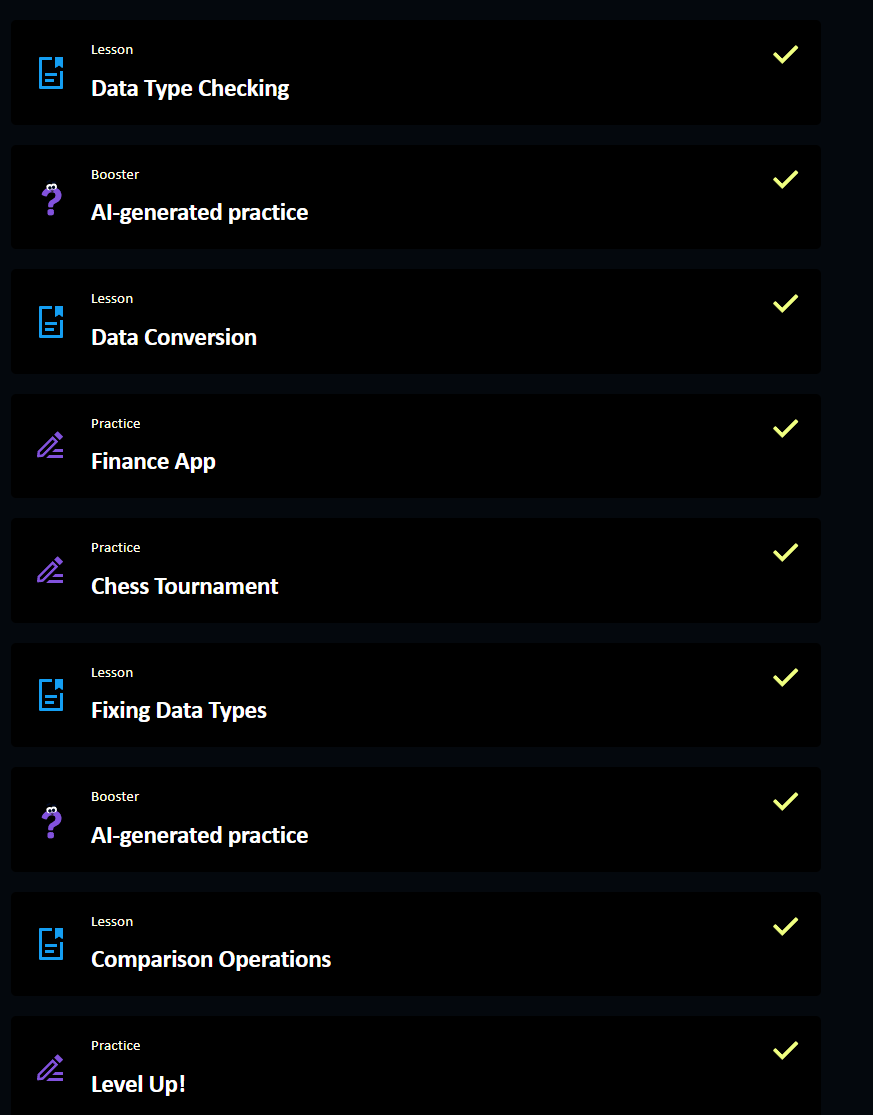 Lesson
Data Type Checking
Booster
AI-generated practice
Lesson
Data Conversion
Practice
Finance App
Practice
Chess Tournament
Lesson
Fixing Data Types
Booster
AI-generated practice
Lesson
Comparison Operations
Practice
Level Up!